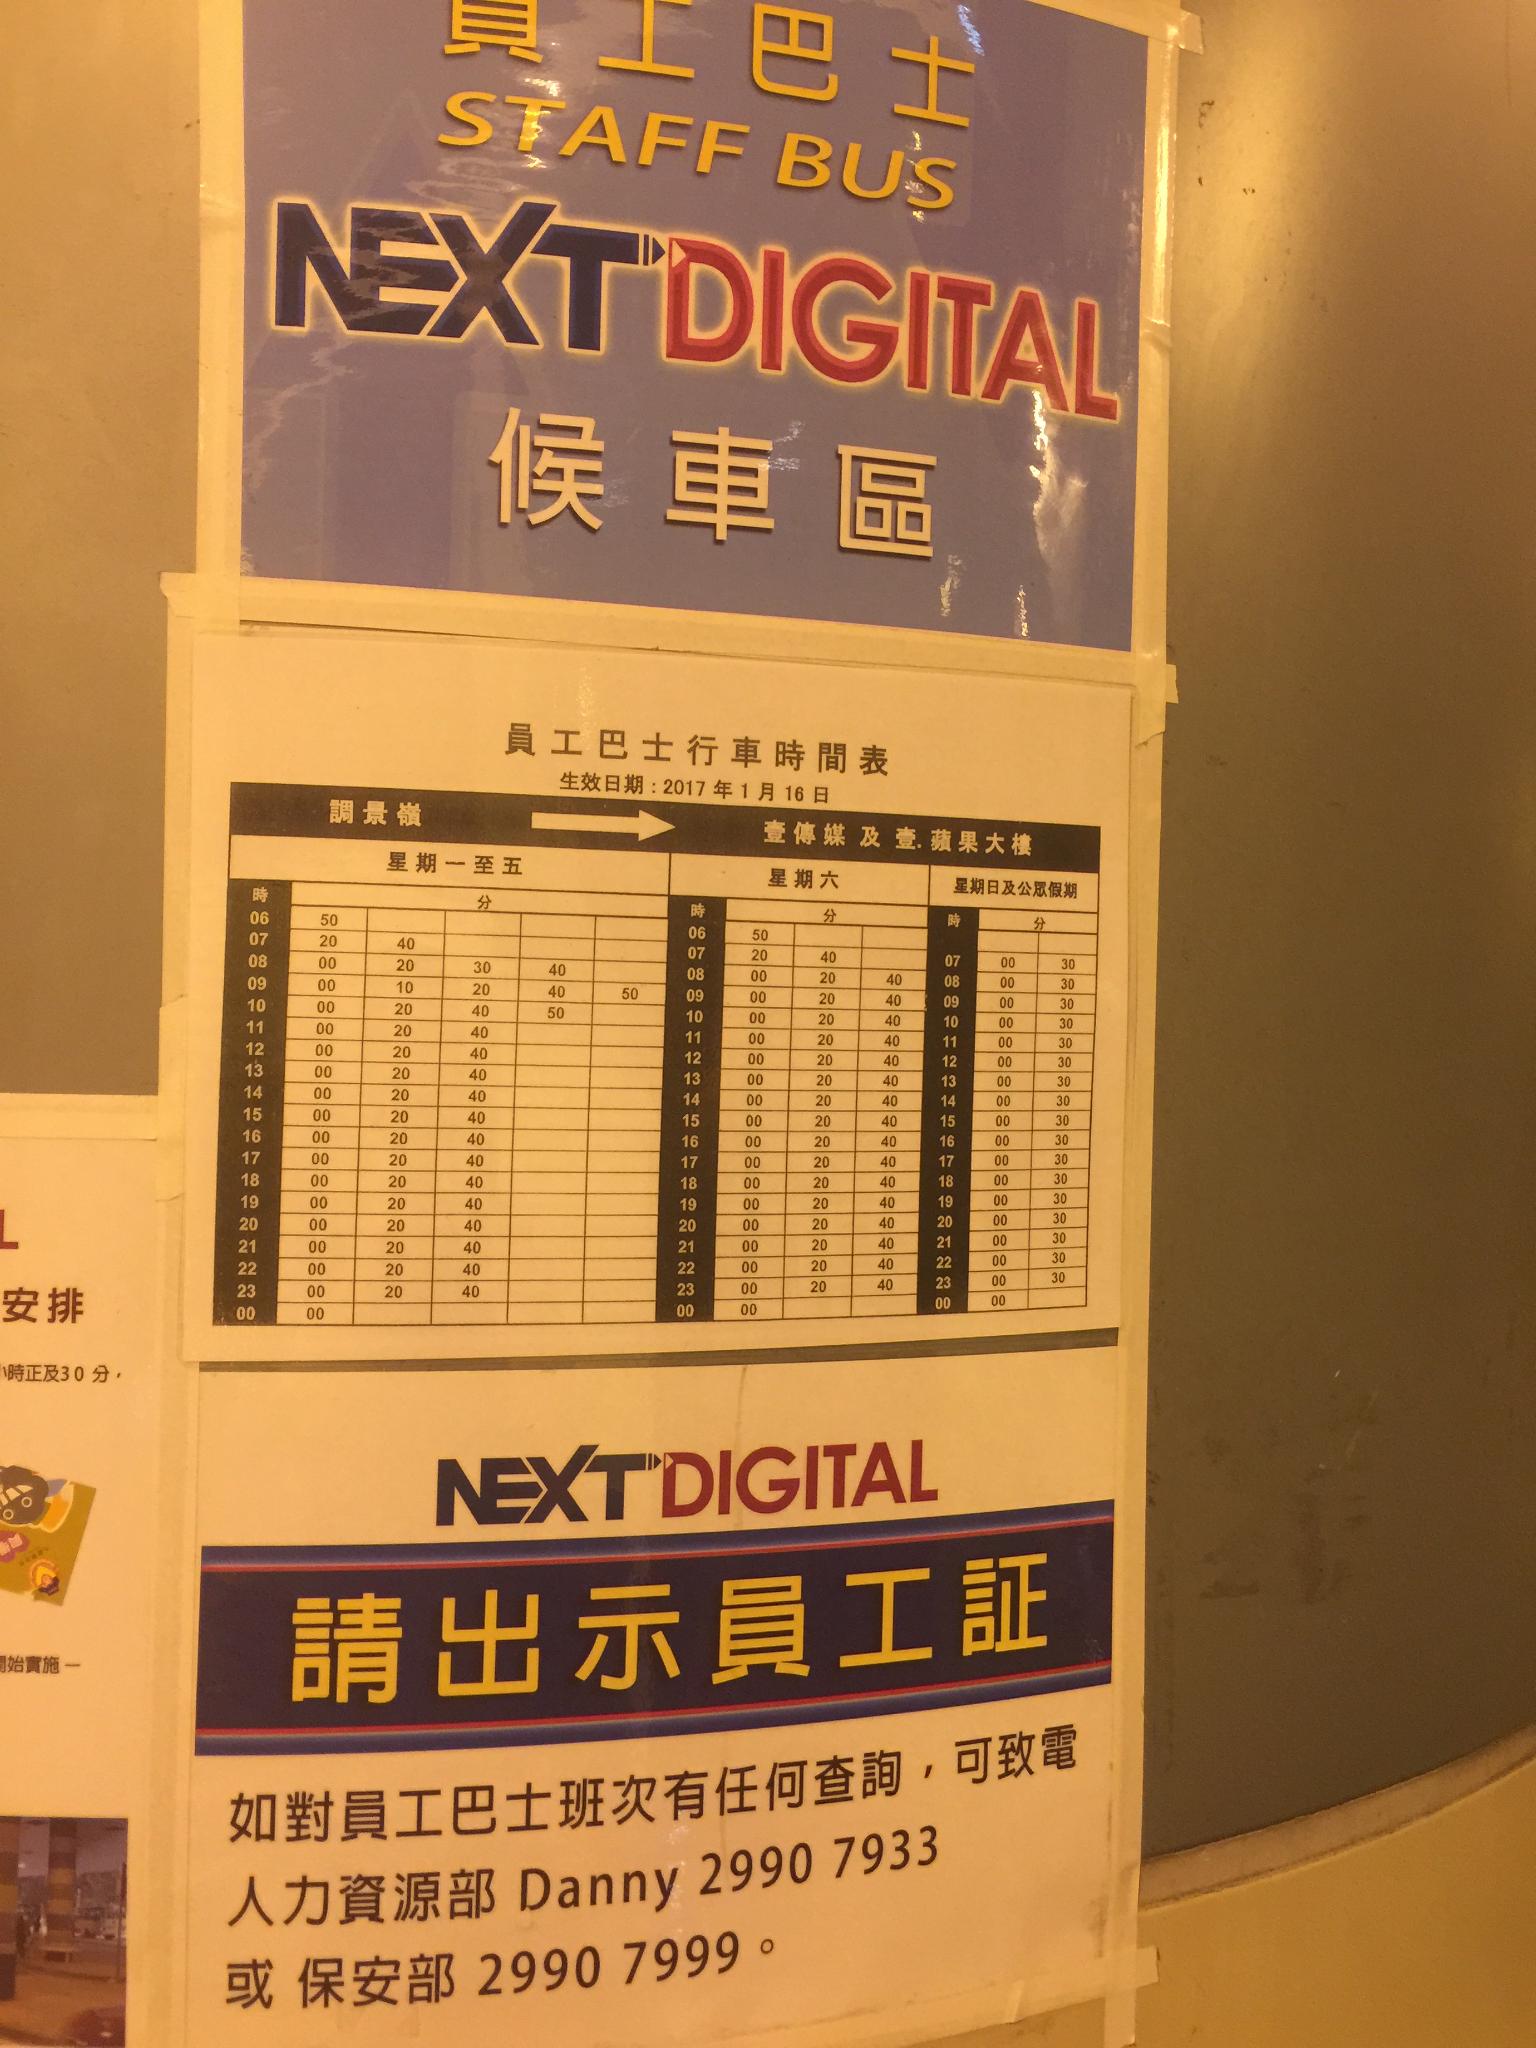 員工巴士
STAFF BUS
NEXT DIGITAL
候車區
員工巴士行車時間表
生效日期：2017 年 1 月 16 日
調景嶺 壹傳媒 及 壹.蘋果大樓
星期一至五 星期六 星期日及公眾假期
時 分 時 分 時 分
06 50 06 50
07 20 40 07 20 40 07 00 30
08 00 20 30 40 08 00 20 40 08 00 30
09 00 10 20 40 50 09 00 20 40 09 00 30
10 00 20 40 50 10 00 20 40 10 00 30
11 00 20 40 11 00 20 40 11 00 30
12 00 20 40 12 00 20 40 12 00 30
13 00 20 40 13 00 20 40 13 00 30
14 00 20 40 14 00 20 40 14 00 30
15 00 20 40 15 00 20 40 15 00 30
16 00 20 40 16 00 20 40 16 00 30
17 00 20 40 17 00 20 40 17 00 30
18 00 20 40 18 00 20 40 18 00 30
19 00 20 40 19 00 20 40 19 00 30
20 00 20 40 20 00 20 40 20 00 30
21 00 20 40 21 00 20 40 21 00 30
22 00 20 40 22 00 20 40 22 00 30
23 00 20 40 23 00 20 40 23 00 30
00 00 00 00 00 00
NEXT DIGITAL
請出示員工証
如對員工巴士班次有任何查詢，可致電
人力資源部 Danny 2990 7933
或 保安部 2990 7999。
L
安排
小時正及30 分，
開始實施 —